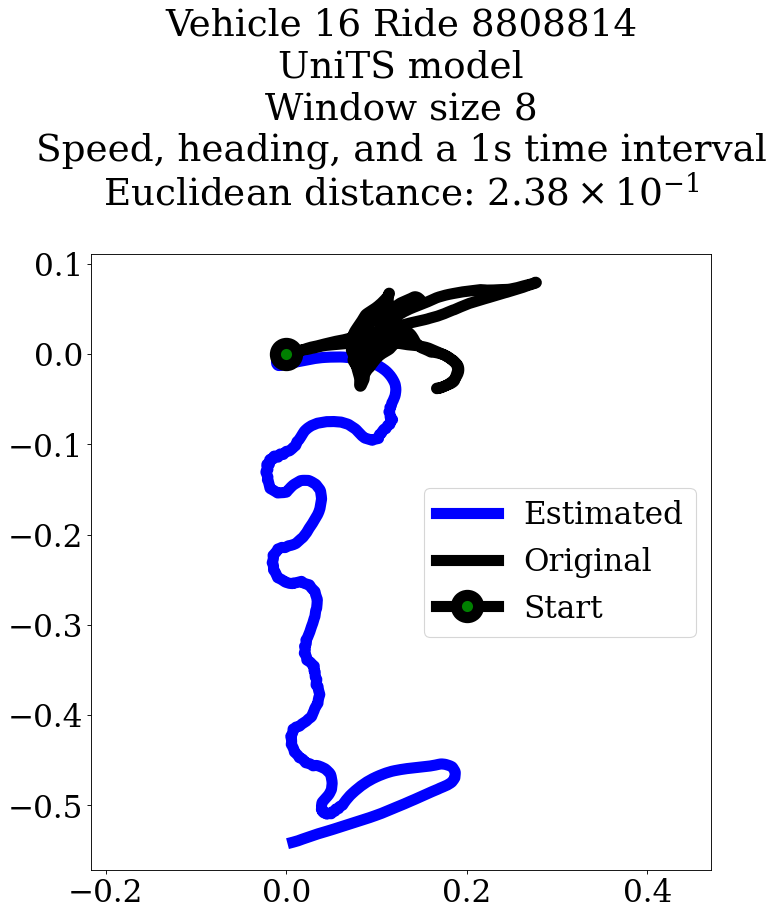 Vehicle 16 Ride 8808814
UniTS model
Window size 8
Speed, heading, and a 1s time interval
Euclidean distance: 2.38 × 10⁻¹
0.1
0.0
−0.1
−0.2
−0.3
−0.4
−0.5
Estimated
Original
Start
−0.2 0.0 0.2 0.4